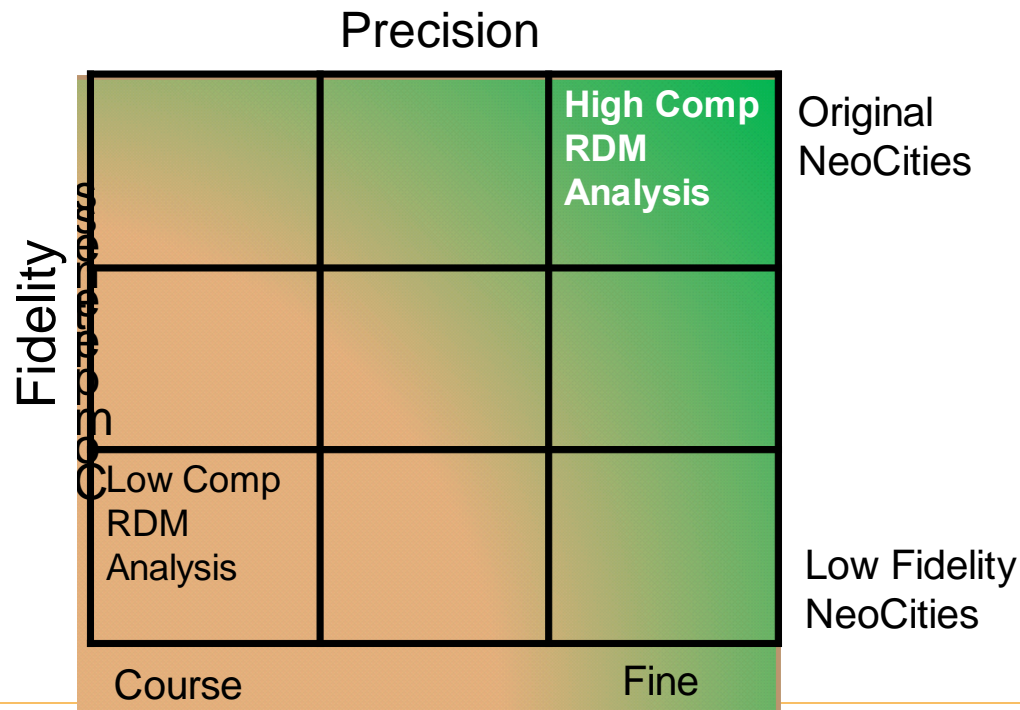 Precision
High Comp
RDM
Analysis
Original
NeoCities
Fidelity
Low Comp
RDM
Analysis
Low Fidelity
NeoCities
Course
Fine